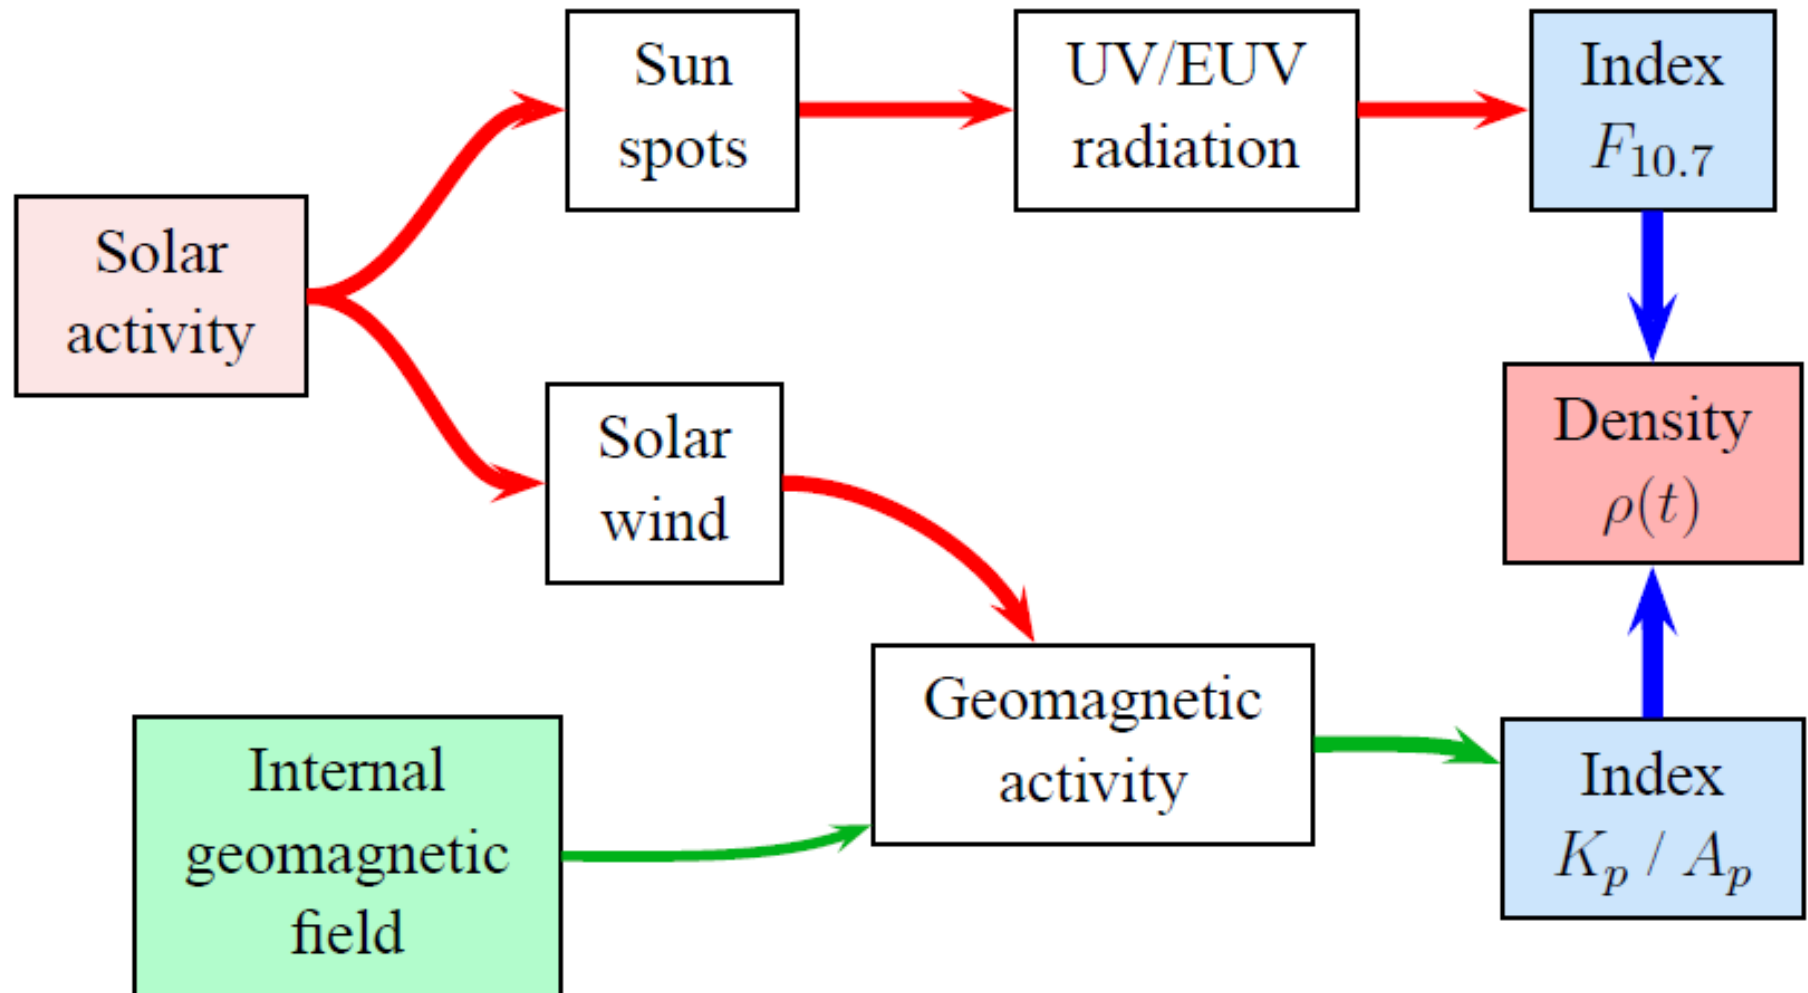 Sun
spots
UV/EUV
radiation
Index
F₁₀.₇
Solar
activity
Density
ρ(t)
Solar
wind
Geomagnetic
activity
Internal
geomagnetic
field
Index
Kₚ / Aₚ